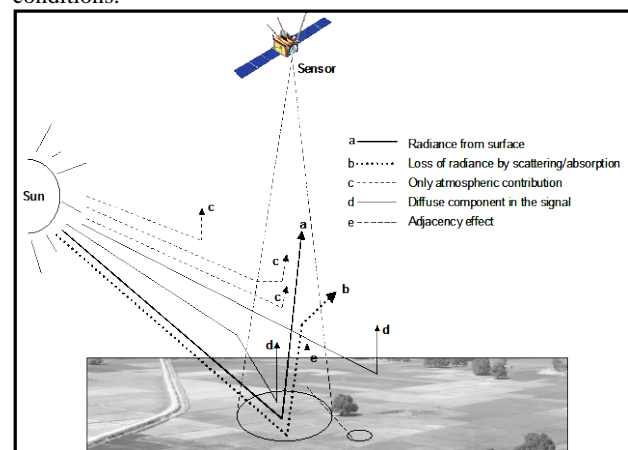 conditions.
Sensor
a Radiance from surface
b Loss of radiance by scattering/absorption
c Only atmospheric contribution
d Diffuse component in the signal
e Adjacency effect
Sun
c
a
c
c
b
d
d
e